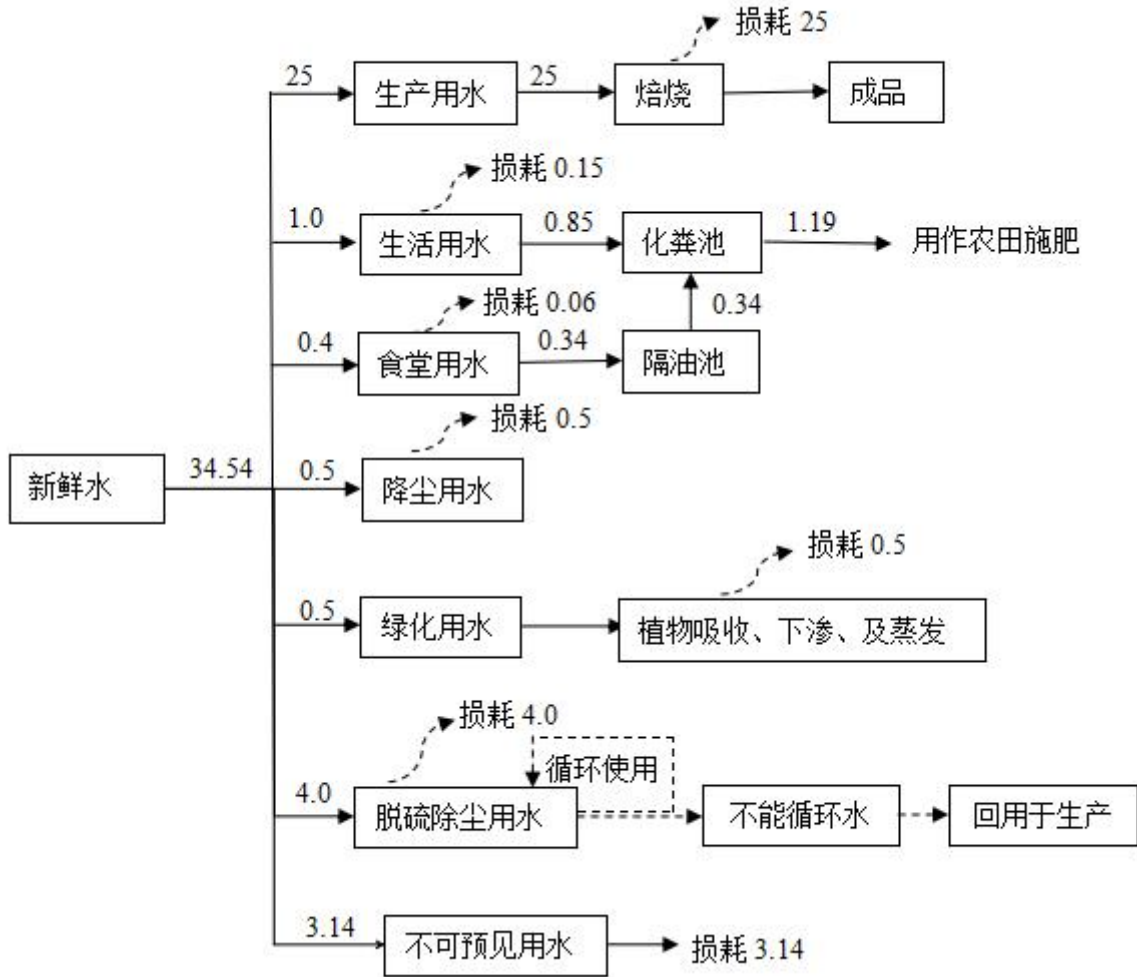 损耗 25
25
生产用水
25
焙烧
成品
损耗 0.15
1.0
生活用水
0.85
化粪池
1.19
用作农田施肥
损耗 0.06
0.34
0.4
食堂用水
0.34
隔油池
损耗 0.5
新鲜水
34.54
0.5
降尘用水
损耗 0.5
0.5
绿化用水
植物吸收、下渗、及蒸发
损耗 4.0
循环使用
4.0
脱硫除尘用水
不能循环水
回用于生产
3.14
不可预见用水
损耗 3.14